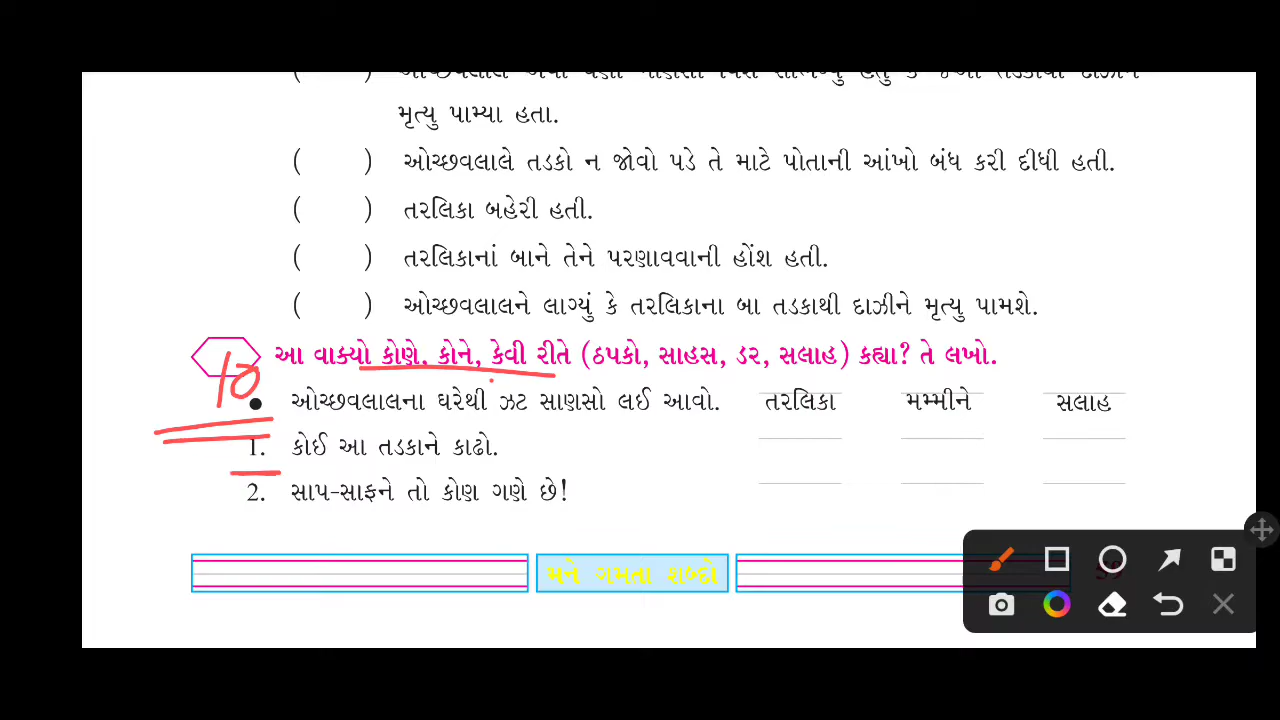 મૃત્યુ પામ્યા હતા.
( ) ઓચ્છવલાલે તડકો ન જોવો પડે તે માટે પોતાની આંખો બંધ કરી દીધી હતી.
( ) તરલિકા બહેરી હતી.
( ) તરલિકાનાં બાને તેને પરણાવવાની હોંશ હતી.
( ) ઓચ્છવલાલને લાગ્યું કે તરલિકાના બા તડકાથી દાઝીને મૃત્યુ પામશે.
10 આ વાક્યો કોણે, કોને, કેવી રીતે (ઠપકો, સાહસ, ડર, સલાહ) કહ્યા? તે લખો.
● ઓચ્છવલાલના ઘરેથી ઝટ સાણસો લઈ આવો. તરલિકા મમ્મીને સલાહ
1. કોઈ આ તડકાને કાઢો.
2. સાપ-સાફને તો કોણ ગણે છે!
મને ગમતા શબ્દો